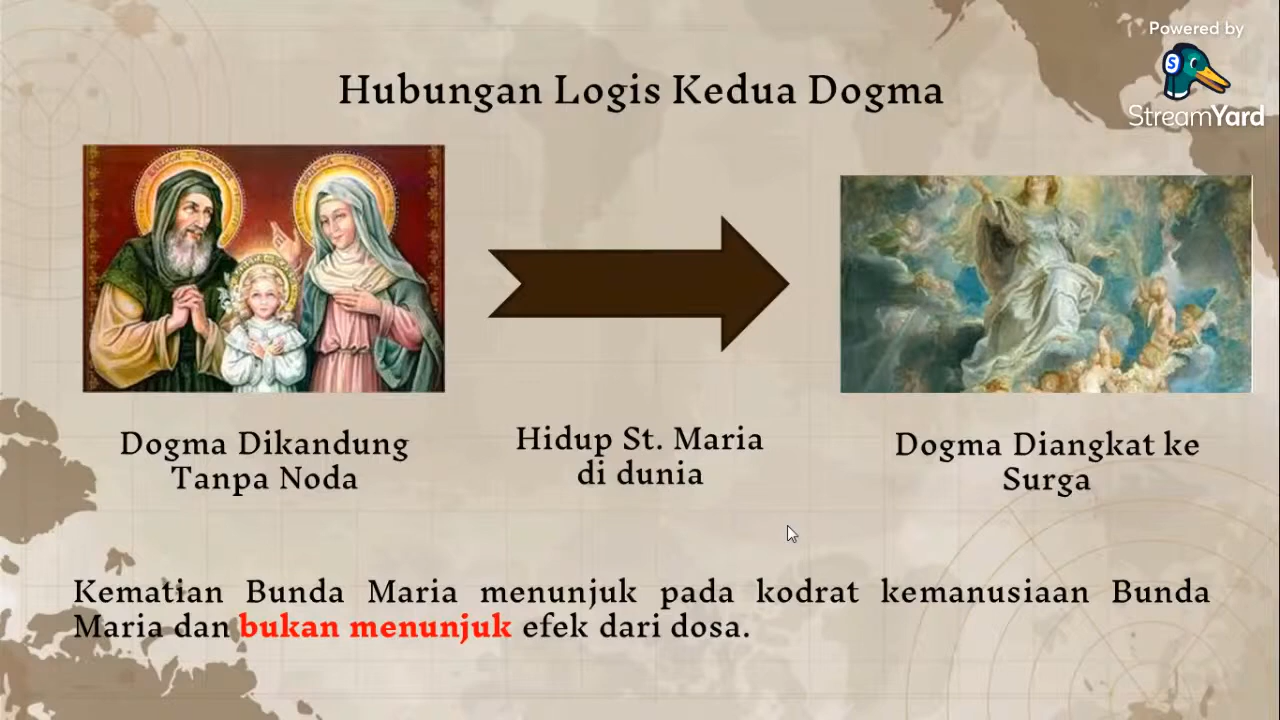 Powered by
StreamYard
Hubungan Logis Kedua Dogma
Dogma Dikandung
Tanpa Noda
Hidup St. Maria
di dunia
Dogma Diangkat ke
Surga
Kematian Bunda Maria menunjuk pada kodrat kemanusiaan Bunda
Maria dan bukan menunjuk efek dari dosa.